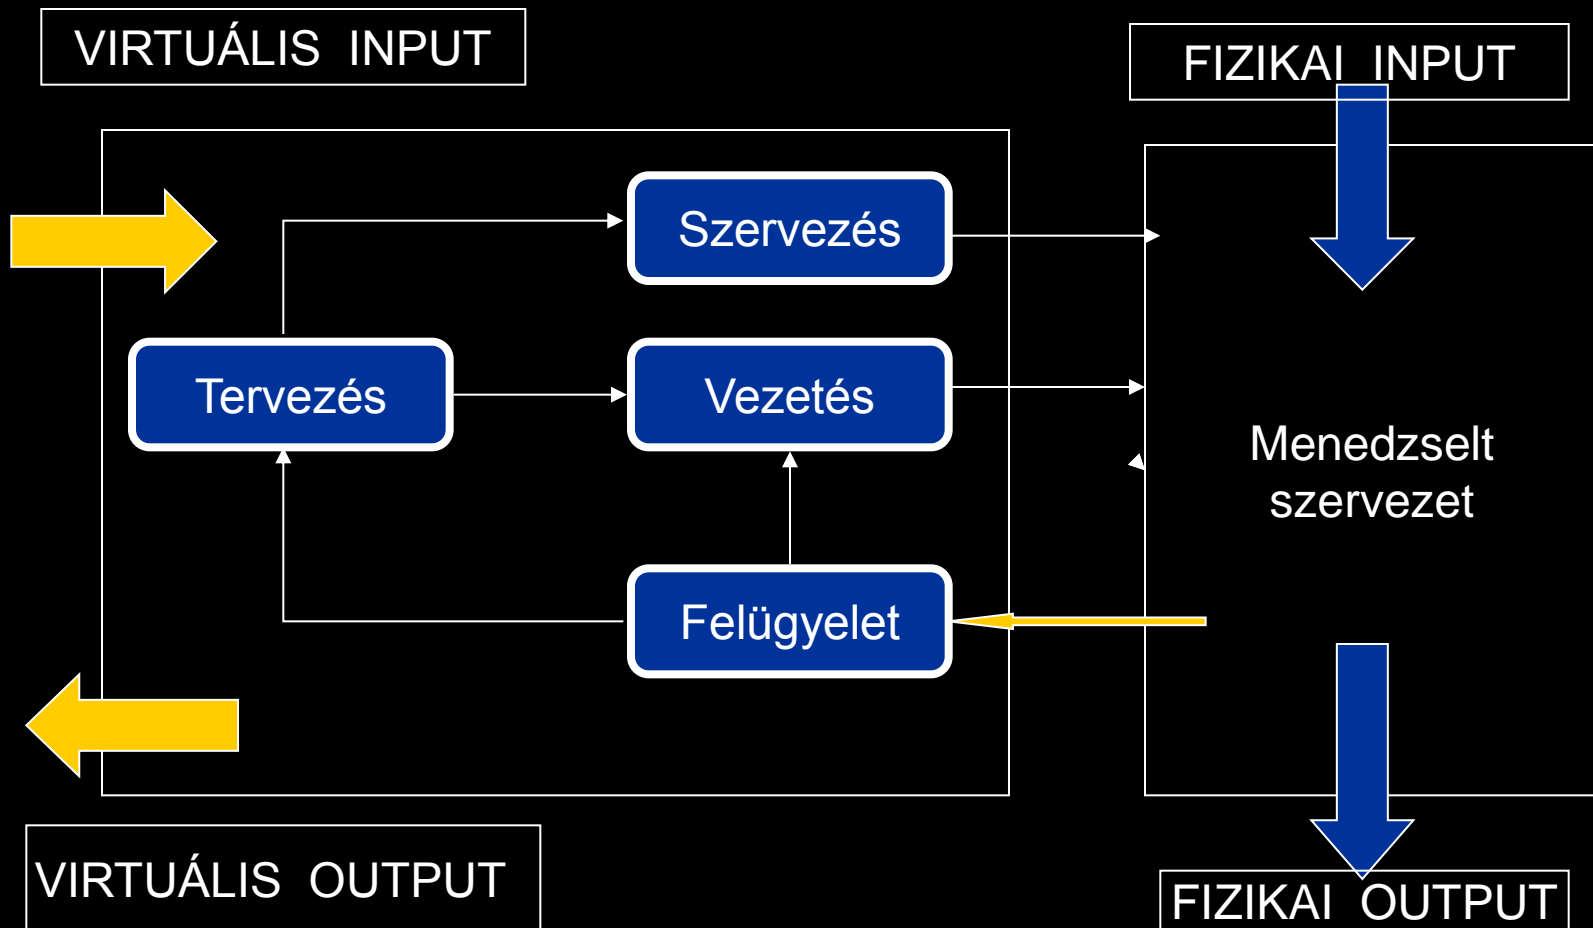 VIRTUÁLIS INPUT
FIZIKAI INPUT
Szervezés
Tervezés
Vezetés
Menedzselt
szervezet
Felügyelet
VIRTUÁLIS OUTPUT
FIZIKAI OUTPUT